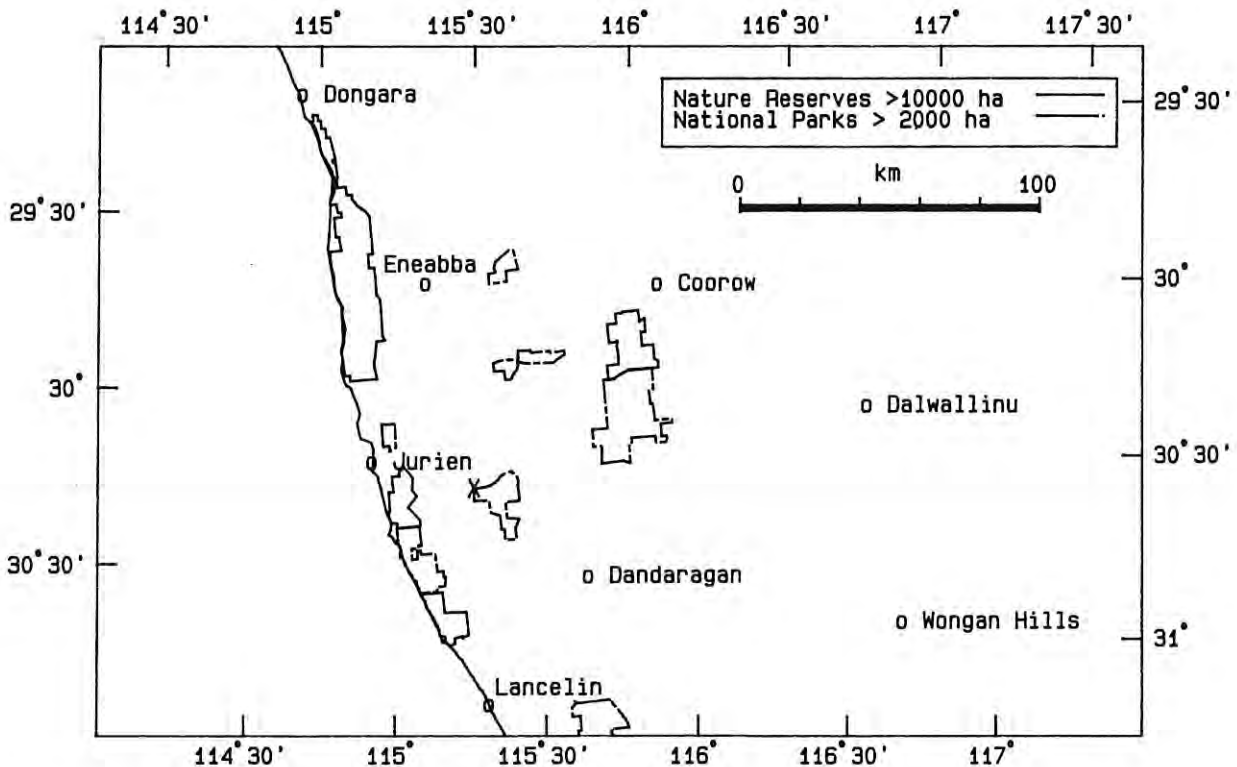 114°30' 115° 115°30' 116° 116°30' 117° 117°30'
Dongara
Nature Reserves >10000 ha
National Parks > 2000 ha
29°30'
km
0 100
29°30'
Eneabba
Coorow
30°
30'
Dalwallinu
Jurien
30°30'
30°30'
Dandaragan
Wongan Hills
31°
Lancelin
114°30' 115° 115°30' 116° 116°30' 117°